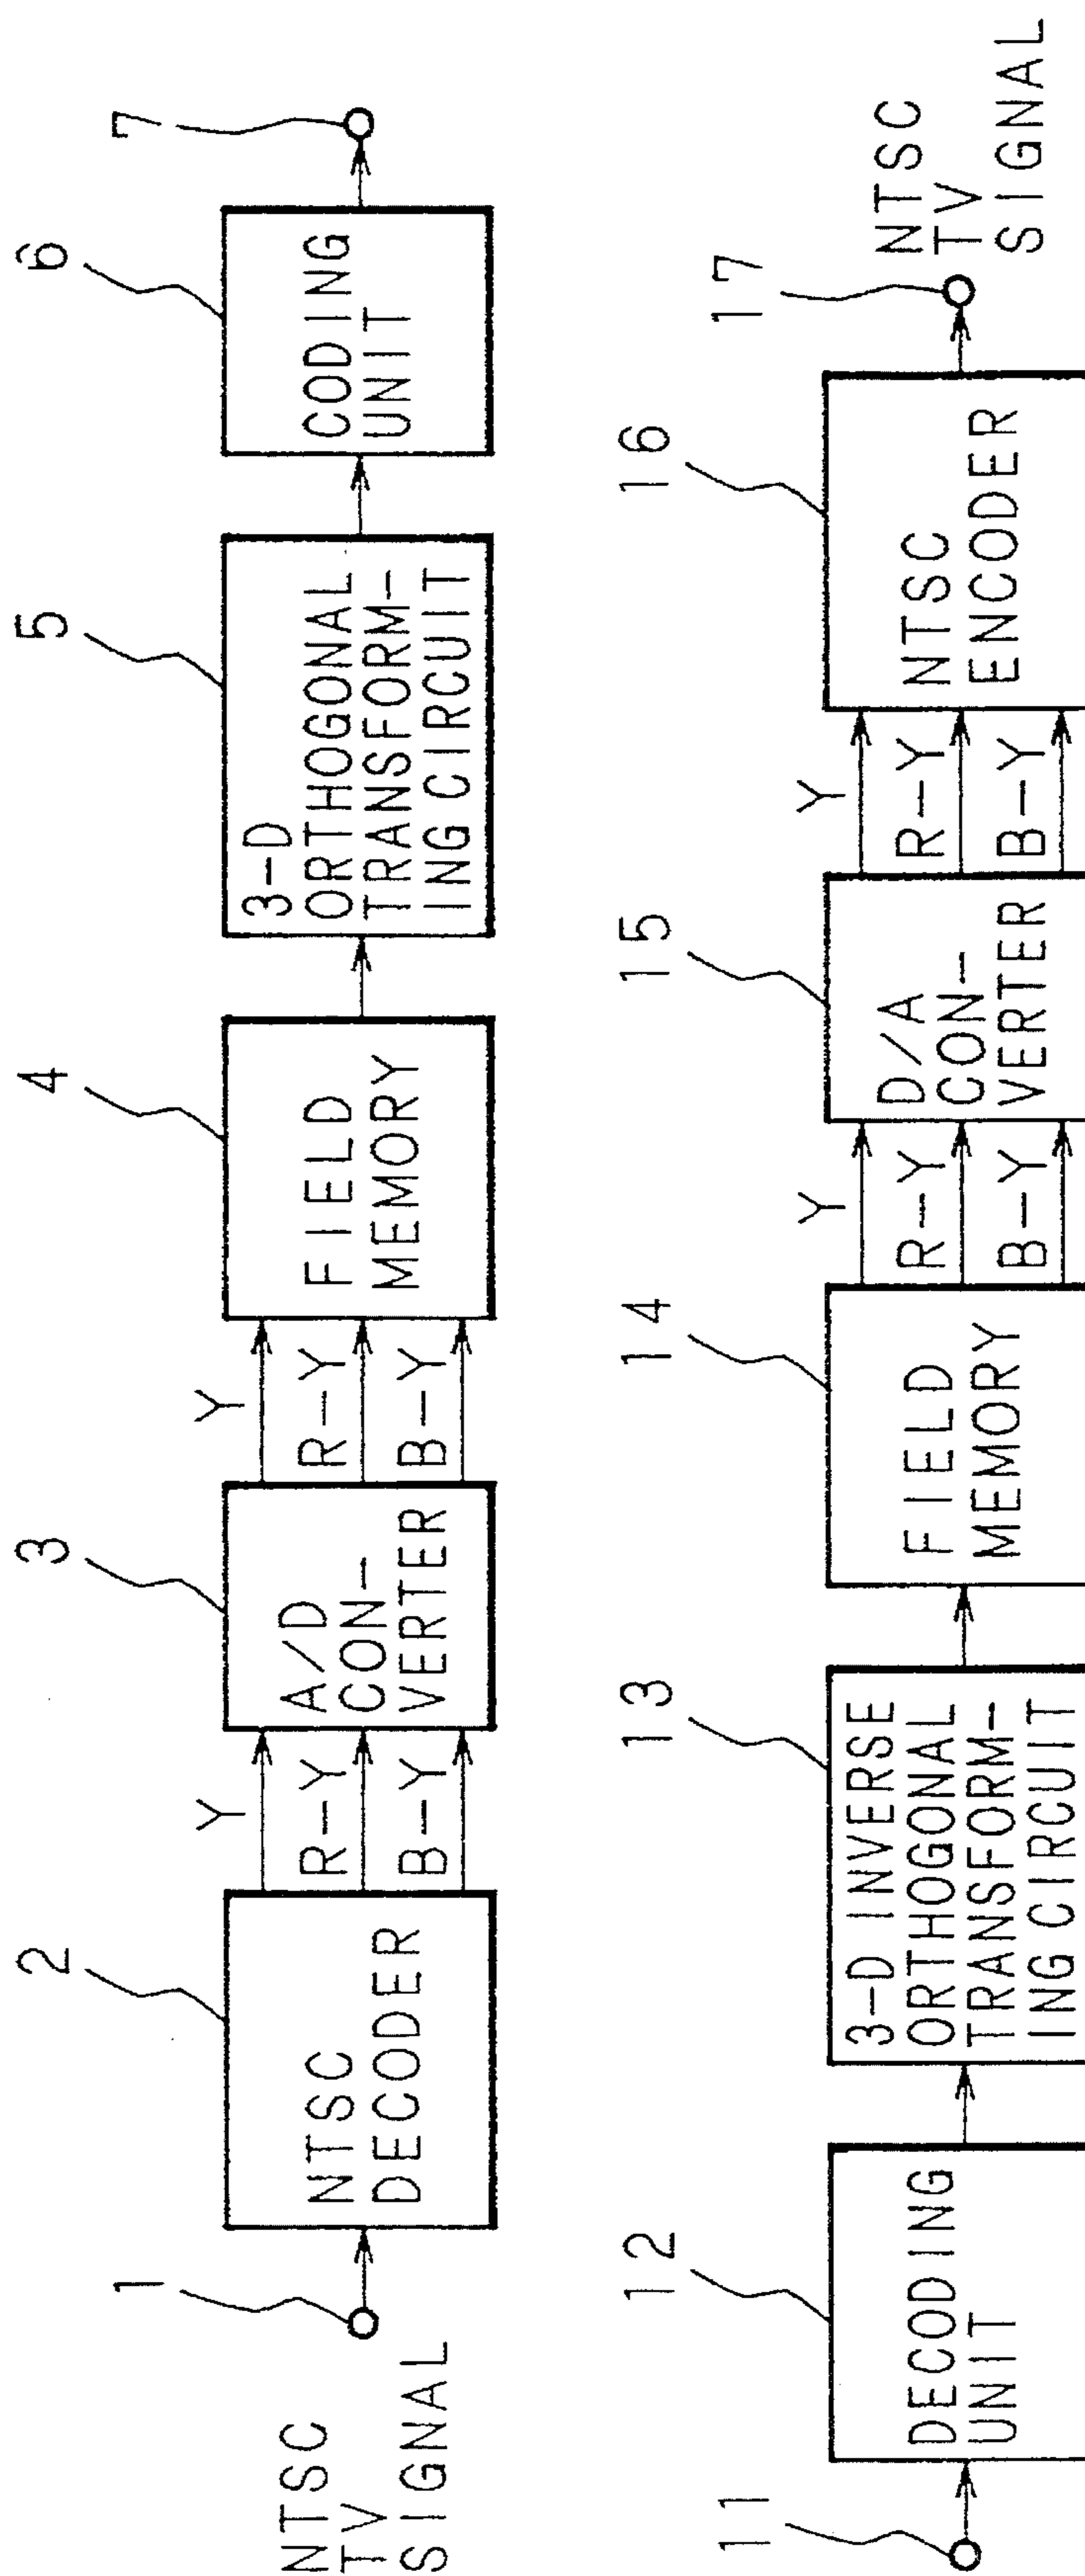 1
NTSC
TV
SIGNAL
2
NTSC
DECODER
Y
R-Y
B-Y
3
A/D
CON-
VERTER
Y
R-Y
B-Y
4
FIELD
MEMORY
5
3-D
ORTHOGONAL
TRANSFORM-
ING CIRCUIT
6
CODING
UNIT
7
11
12
DECODING
UNIT
13
3-D INVERSE
ORTHOGONAL
TRANSFORM-
ING CIRCUIT
14
FIELD
MEMORY
Y
R-Y
B-Y
15
D/A
CON-
VERTER
Y
R-Y
B-Y
16
NTSC
ENCODER
17
NTSC
TV
SIGNAL